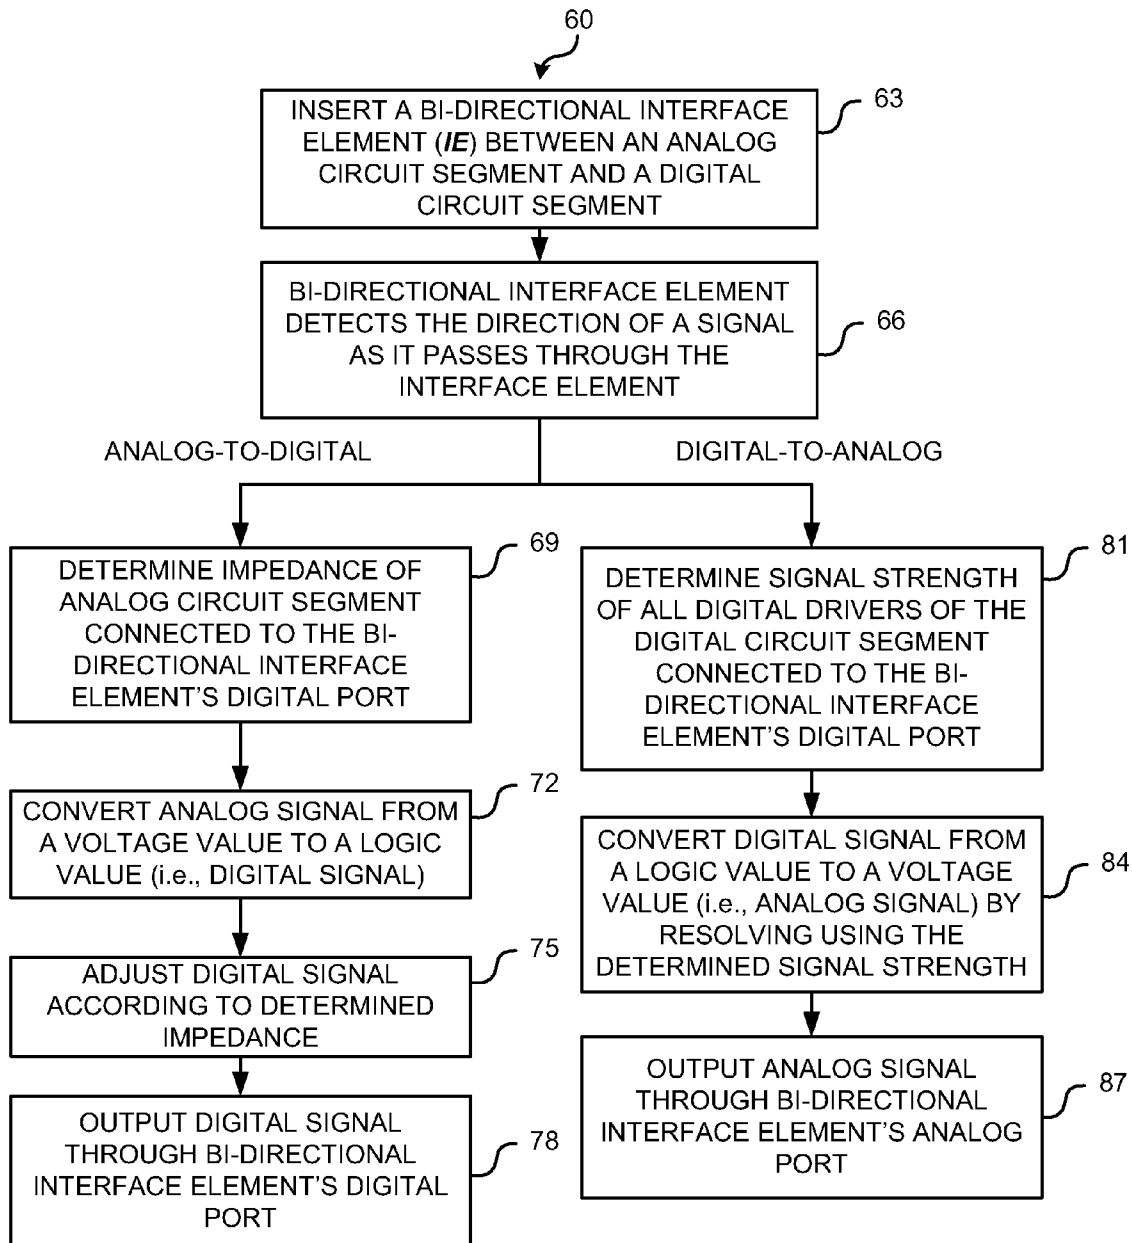 60
INSERT A BI-DIRECTIONAL INTERFACE
ELEMENT (IE) BETWEEN AN ANALOG
CIRCUIT SEGMENT AND A DIGITAL
CIRCUIT SEGMENT
63
BI-DIRECTIONAL INTERFACE ELEMENT
DETECTS THE DIRECTION OF A SIGNAL
AS IT PASSES THROUGH THE
INTERFACE ELEMENT
66
ANALOG-TO-DIGITAL
DIGITAL-TO-ANALOG
DETERMINE IMPEDANCE OF
ANALOG CIRCUIT SEGMENT
CONNECTED TO THE BI-
DIRECTIONAL INTERFACE
ELEMENT'S DIGITAL PORT
69
CONVERT ANALOG SIGNAL FROM
A VOLTAGE VALUE TO A LOGIC
VALUE (i.e., DIGITAL SIGNAL)
72
ADJUST DIGITAL SIGNAL
ACCORDING TO DETERMINED
IMPEDANCE
75
OUTPUT DIGITAL SIGNAL
THROUGH BI-DIRECTIONAL
INTERFACE ELEMENT'S DIGITAL
PORT
78
DETERMINE SIGNAL STRENGTH
OF ALL DIGITAL DRIVERS OF THE
DIGITAL CIRCUIT SEGMENT
CONNECTED TO THE BI-
DIRECTIONAL INTERFACE
ELEMENT'S DIGITAL PORT
81
CONVERT DIGITAL SIGNAL FROM
A LOGIC VALUE TO A VOLTAGE
VALUE (i.e., ANALOG SIGNAL) BY
RESOLVING USING THE
DETERMINED SIGNAL STRENGTH
84
OUTPUT ANALOG SIGNAL
THROUGH BI-DIRECTIONAL
INTERFACE ELEMENT'S ANALOG
PORT
87